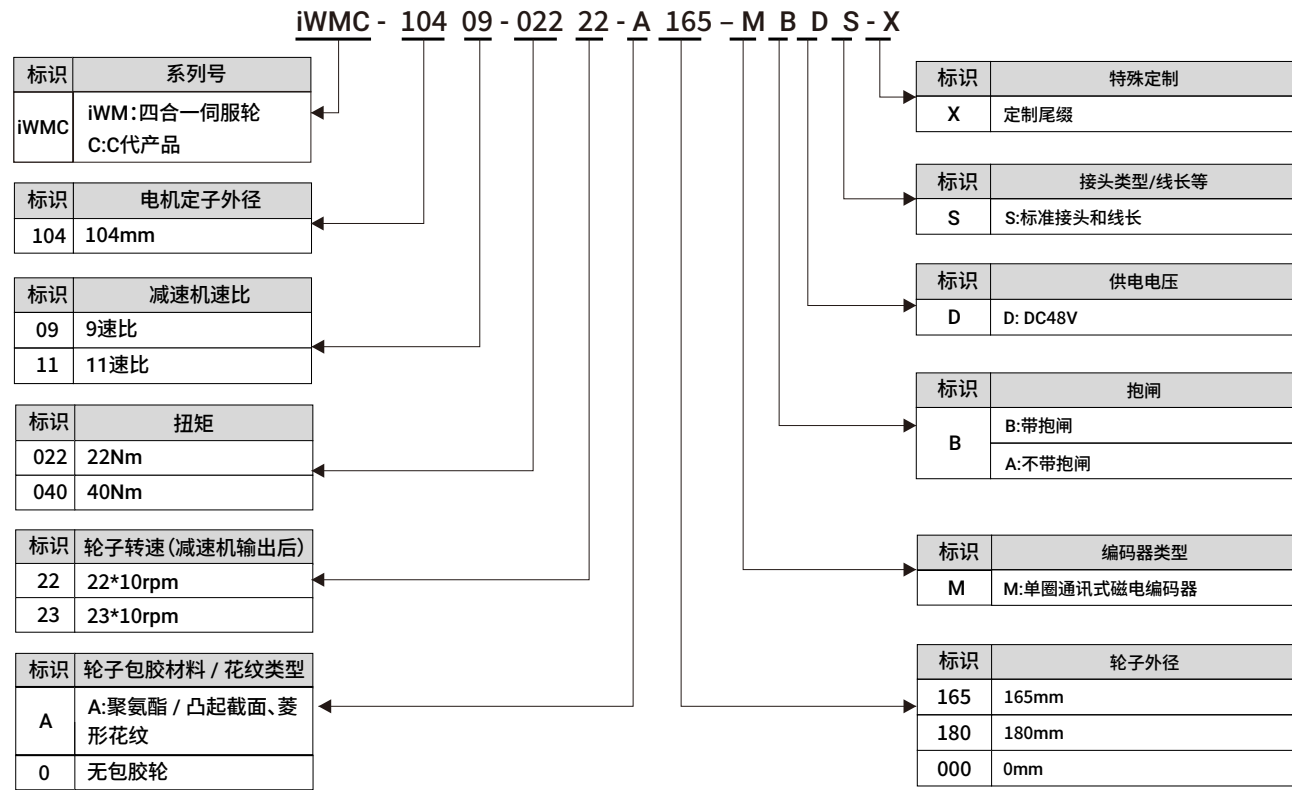 iWMC - 104 09 - 022 22 - A 165 – M B D S - X
标识 系列号
iWMC iWM：四合一伺服轮
C:C代产品
标识 电机定子外径
104 104mm
标识 减速机速比
09 9速比
11 11速比
标识 扭矩
022 22Nm
040 40Nm
标识 轮子转速（减速机输出后）
22 22*10rpm
23 23*10rpm
标识 轮子包胶材料 / 花纹类型
A A:聚氨酯 / 凸起截面、菱
形花纹
0 无包胶轮
标识 特殊定制
X 定制尾缀
标识 接头类型/线长等
S S:标准接头和线长
标识 供电电压
D D: DC48V
标识 抱闸
B B:带抱闸
A:不带抱闸
标识 编码器类型
M M:单圈通讯式磁电编码器
标识 轮子外径
165 165mm
180 180mm
000 0mm